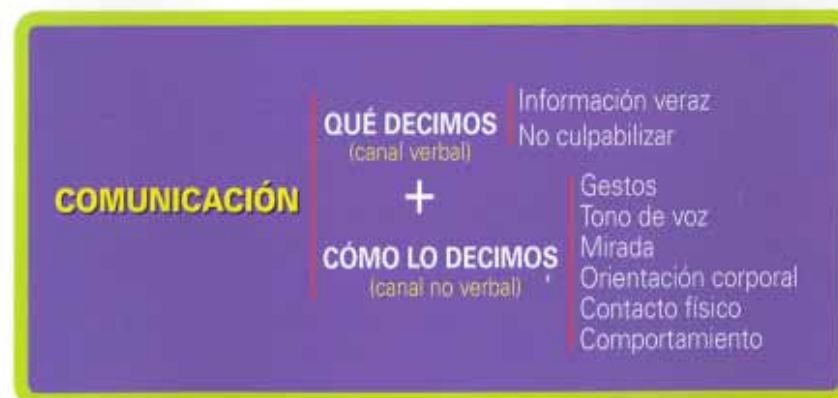 COMUNICACIÓN
QUÉ DECIMOS
(canal verbal)
Información veraz
No culpabilizar
+
CÓMO LO DECIMOS
(canal no verbal)
Gestos
Tono de voz
Mirada
Orientación corporal
Contacto físico
Comportamiento